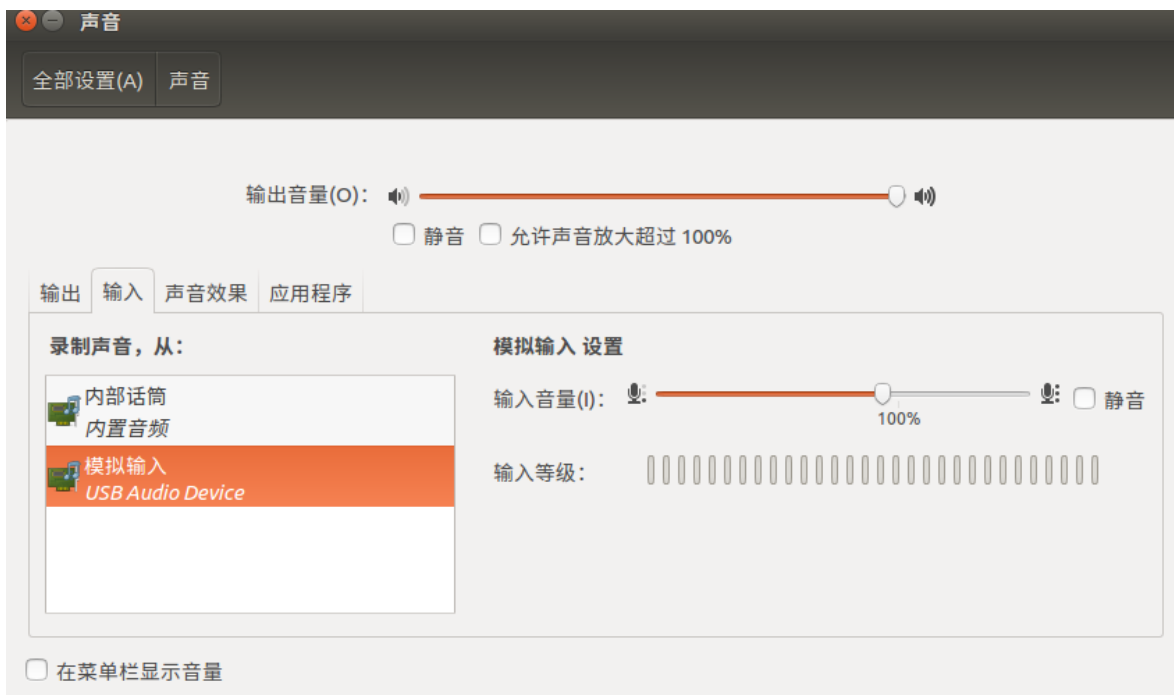 声音
全部设置(A) 声音
输出音量(O):
静音 允许声音放大超过 100%
输出 输入 声音效果 应用程序
录制声音，从:
模拟输入 设置
内部话筒
内置音频
模拟输入
USB Audio Device
输入音量(I):
静音
100%
输入等级:
在菜单栏显示音量